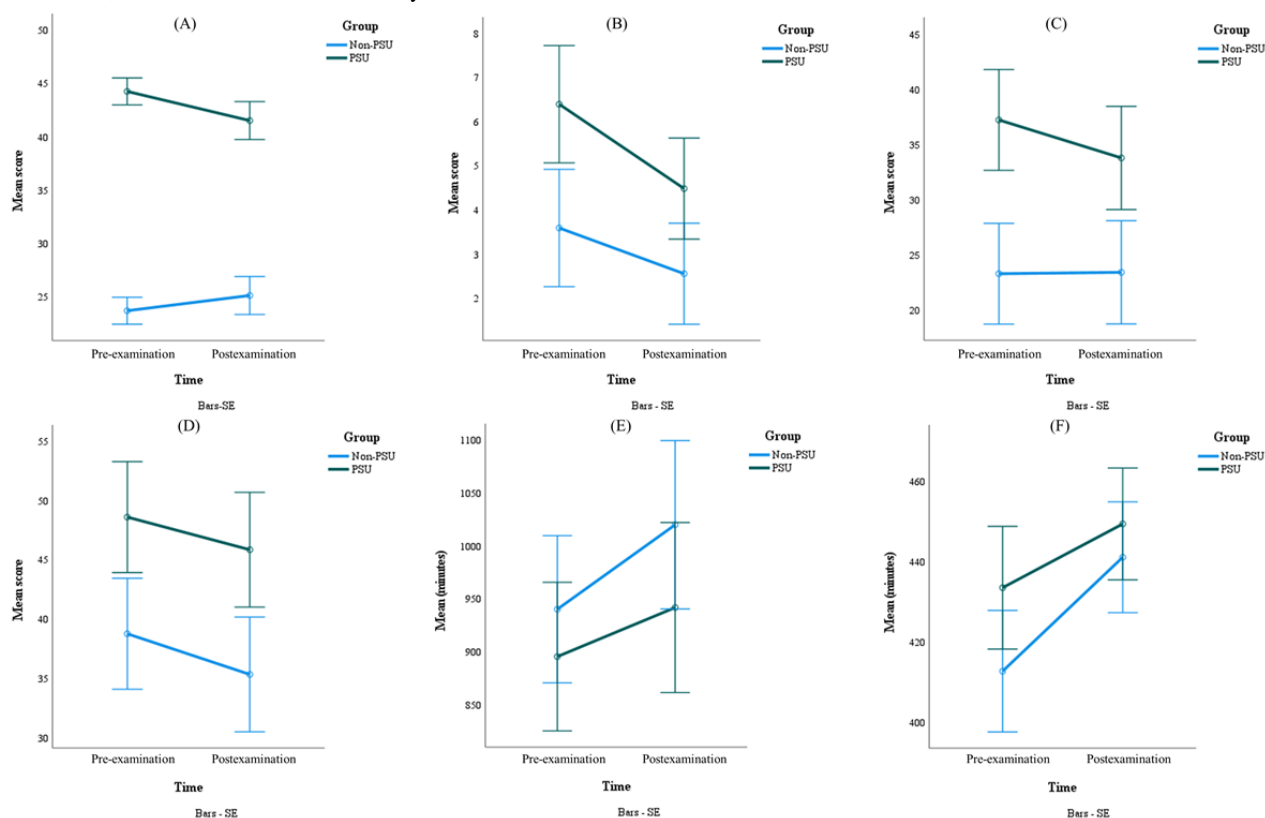 (A)
Group
Non-PSU
PSU
50
45
40
35
30
25
Mean score
Pre-examination Postexamination
Time
Bars-SE
(B)
Group
Non-PSU
PSU
8
7
6
5
4
3
2
Mean score
Pre-examination Postexamination
Time
Bars - SE
(C)
Group
Non-PSU
PSU
45
40
35
30
25
20
Mean score
Pre-examination Postexamination
Time
Bars - SE
(D)
Group
Non-PSU
PSU
55
50
45
40
35
30
Mean score
Pre-examination Postexamination
Time
Bars - SE
(E)
Group
Non-PSU
PSU
1100
1050
1000
950
900
850
Mean (minutes)
Pre-examination Postexamination
Time
Bars - SE
(F)
Group
Non-PSU
PSU
460
440
420
400
Mean (minutes)
Pre-examination Postexamination
Time
Bars - SE